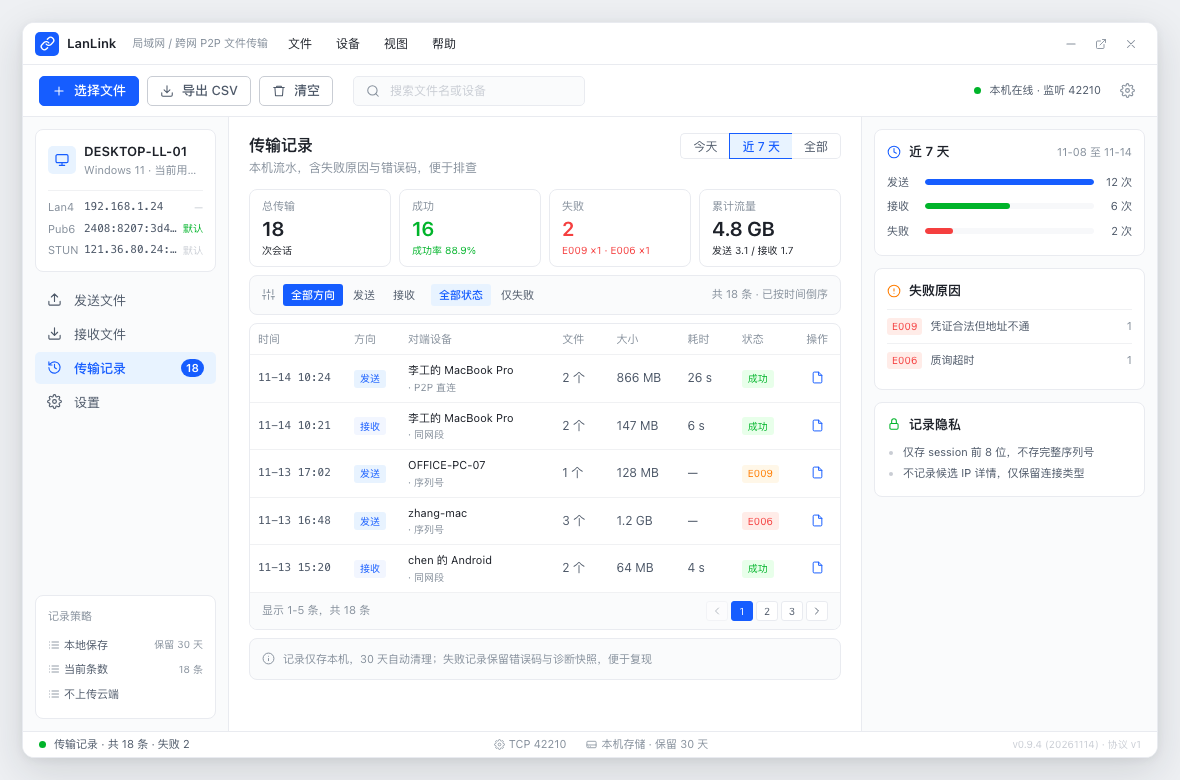 LanLink 局域网 / 跨网 P2P 文件传输 文件 设备 视图 帮助
选择文件 导出 CSV 清空 搜索文件名或设备 本机在线 · 监听 42210
DESKTOP-LL-01
Windows 11 · 当前用...
Lan4 192.168.1.24 —
Pub6 2408:8207:3d4… 默认
STUN 121.36.80.24:… 默认
发送文件
接收文件
传输记录 18
设置
记录策略
本地保存 保留 30 天
当前条数 18 条
不上传云端
传输记录
本机流水，含失败原因与错误码，便于排查
今天 近 7 天 全部
总传输
18
次会话
成功
16
成功率 88.9%
失败
2
E009 ×1 · E006 ×1
累计流量
4.8 GB
发送 3.1 / 接收 1.7
全部方向 发送 接收 全部状态 仅失败 共 18 条 · 已按时间倒序
时间 方向 对端设备 文件 大小 耗时 状态 操作
11-14 10:24 发送 李工的 MacBook Pro 2 个 866 MB 26 s 成功
· P2P 直连
11-14 10:21 接收 李工的 MacBook Pro 2 个 147 MB 6 s 成功
· 同网段
11-13 17:02 发送 OFFICE-PC-07 1 个 128 MB — E009
· 序列号
11-13 16:48 发送 zhang-mac 3 个 1.2 GB — E006
· 序列号
11-13 15:20 接收 chen 的 Android 2 个 64 MB 4 s 成功
· 同网段
显示 1-5 条，共 18 条 1 2 3
记录仅存本机，30 天自动清理；失败记录保留错误码与诊断快照，便于复现
近 7 天 11-08 至 11-14
发送 12 次
接收 6 次
失败 2 次
失败原因
E009 凭证合法但地址不通 1
E006 质询超时 1
记录隐私
仅存 session 前 8 位，不存完整序列号
不记录候选 IP 详情，仅保留连接类型
传输记录 · 共 18 条 · 失败 2 TCP 42210 本机存储 · 保留 30 天 v0.9.4 (20261114) · 协议 v1